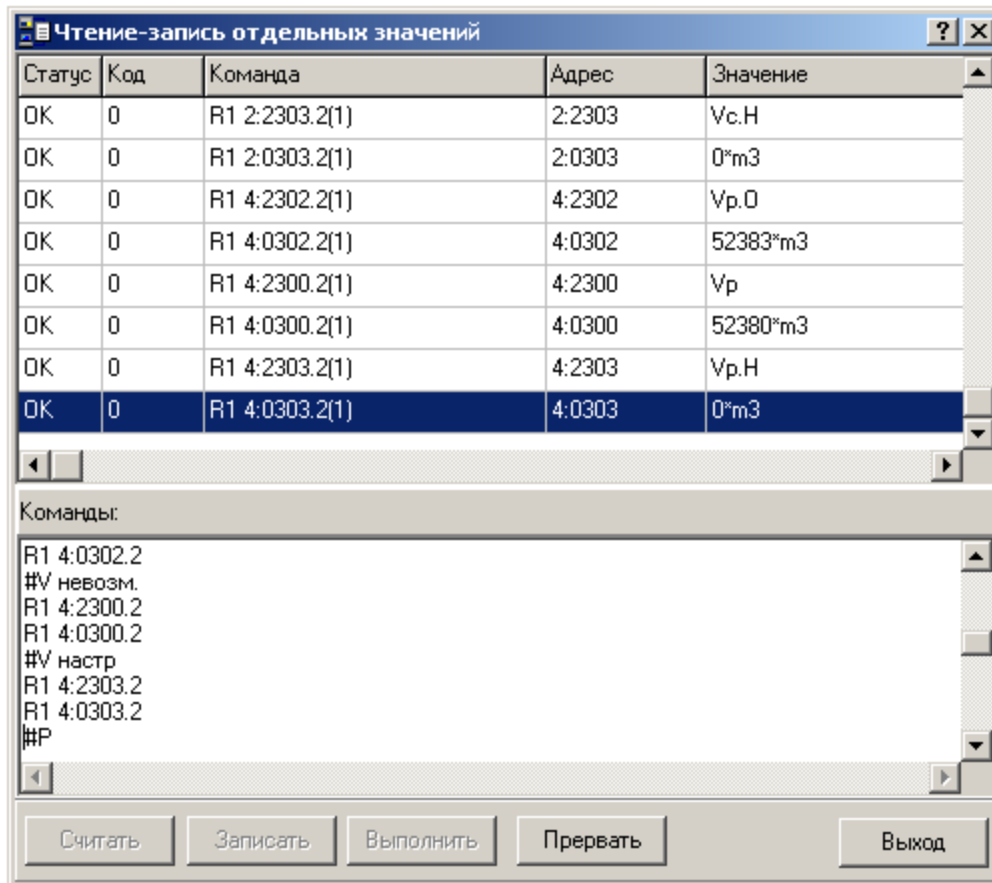 Чтение-запись отдельных значений
Статус Код Команда Адрес Значение
OK 0 R1 2:2303.2(1) 2:2303 Vc.H
OK 0 R1 2:0303.2(1) 2:0303 0*m3
OK 0 R1 4:2302.2(1) 4:2302 Vp.O
OK 0 R1 4:0302.2(1) 4:0302 52383*m3
OK 0 R1 4:2300.2(1) 4:2300 Vp
OK 0 R1 4:0300.2(1) 4:0300 52380*m3
OK 0 R1 4:2303.2(1) 4:2303 Vp.H
OK 0 R1 4:0303.2(1) 4:0303 0*m3
Команды:
R1 4:0302.2
#V невозм.
R1 4:2300.2
R1 4:0300.2
#V настр
R1 4:2303.2
R1 4:0303.2
#P
Считать Записать Выполнить Прервать Выход